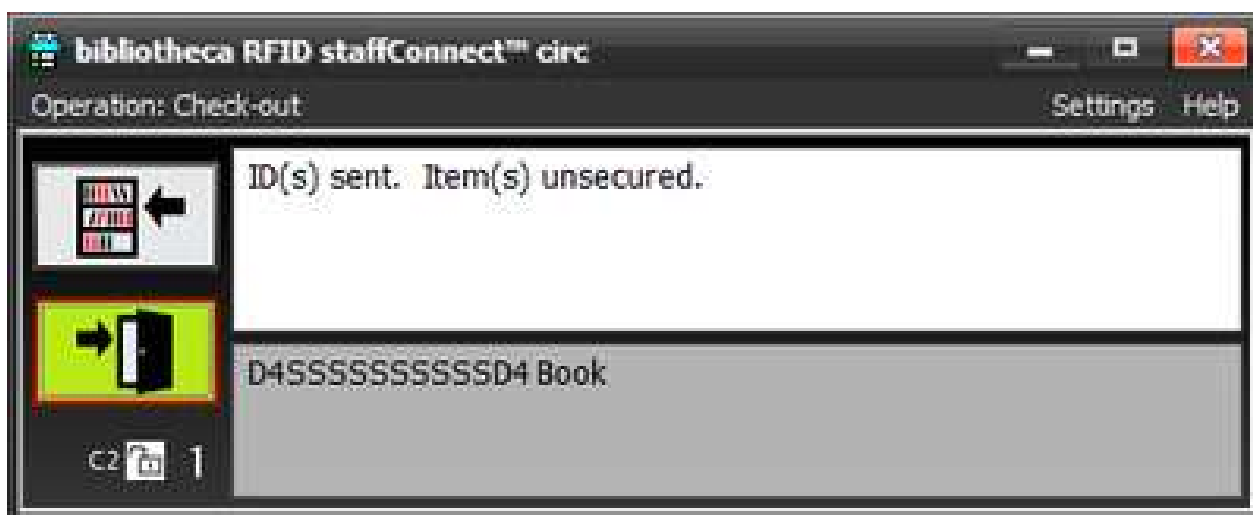 bibliotheca RFID staffConnect™ circ
Operation: Check-out Settings Help
ID(s) sent. Item(s) unsecured.
D4SSSSSSSSSSD4 Book
C2 1